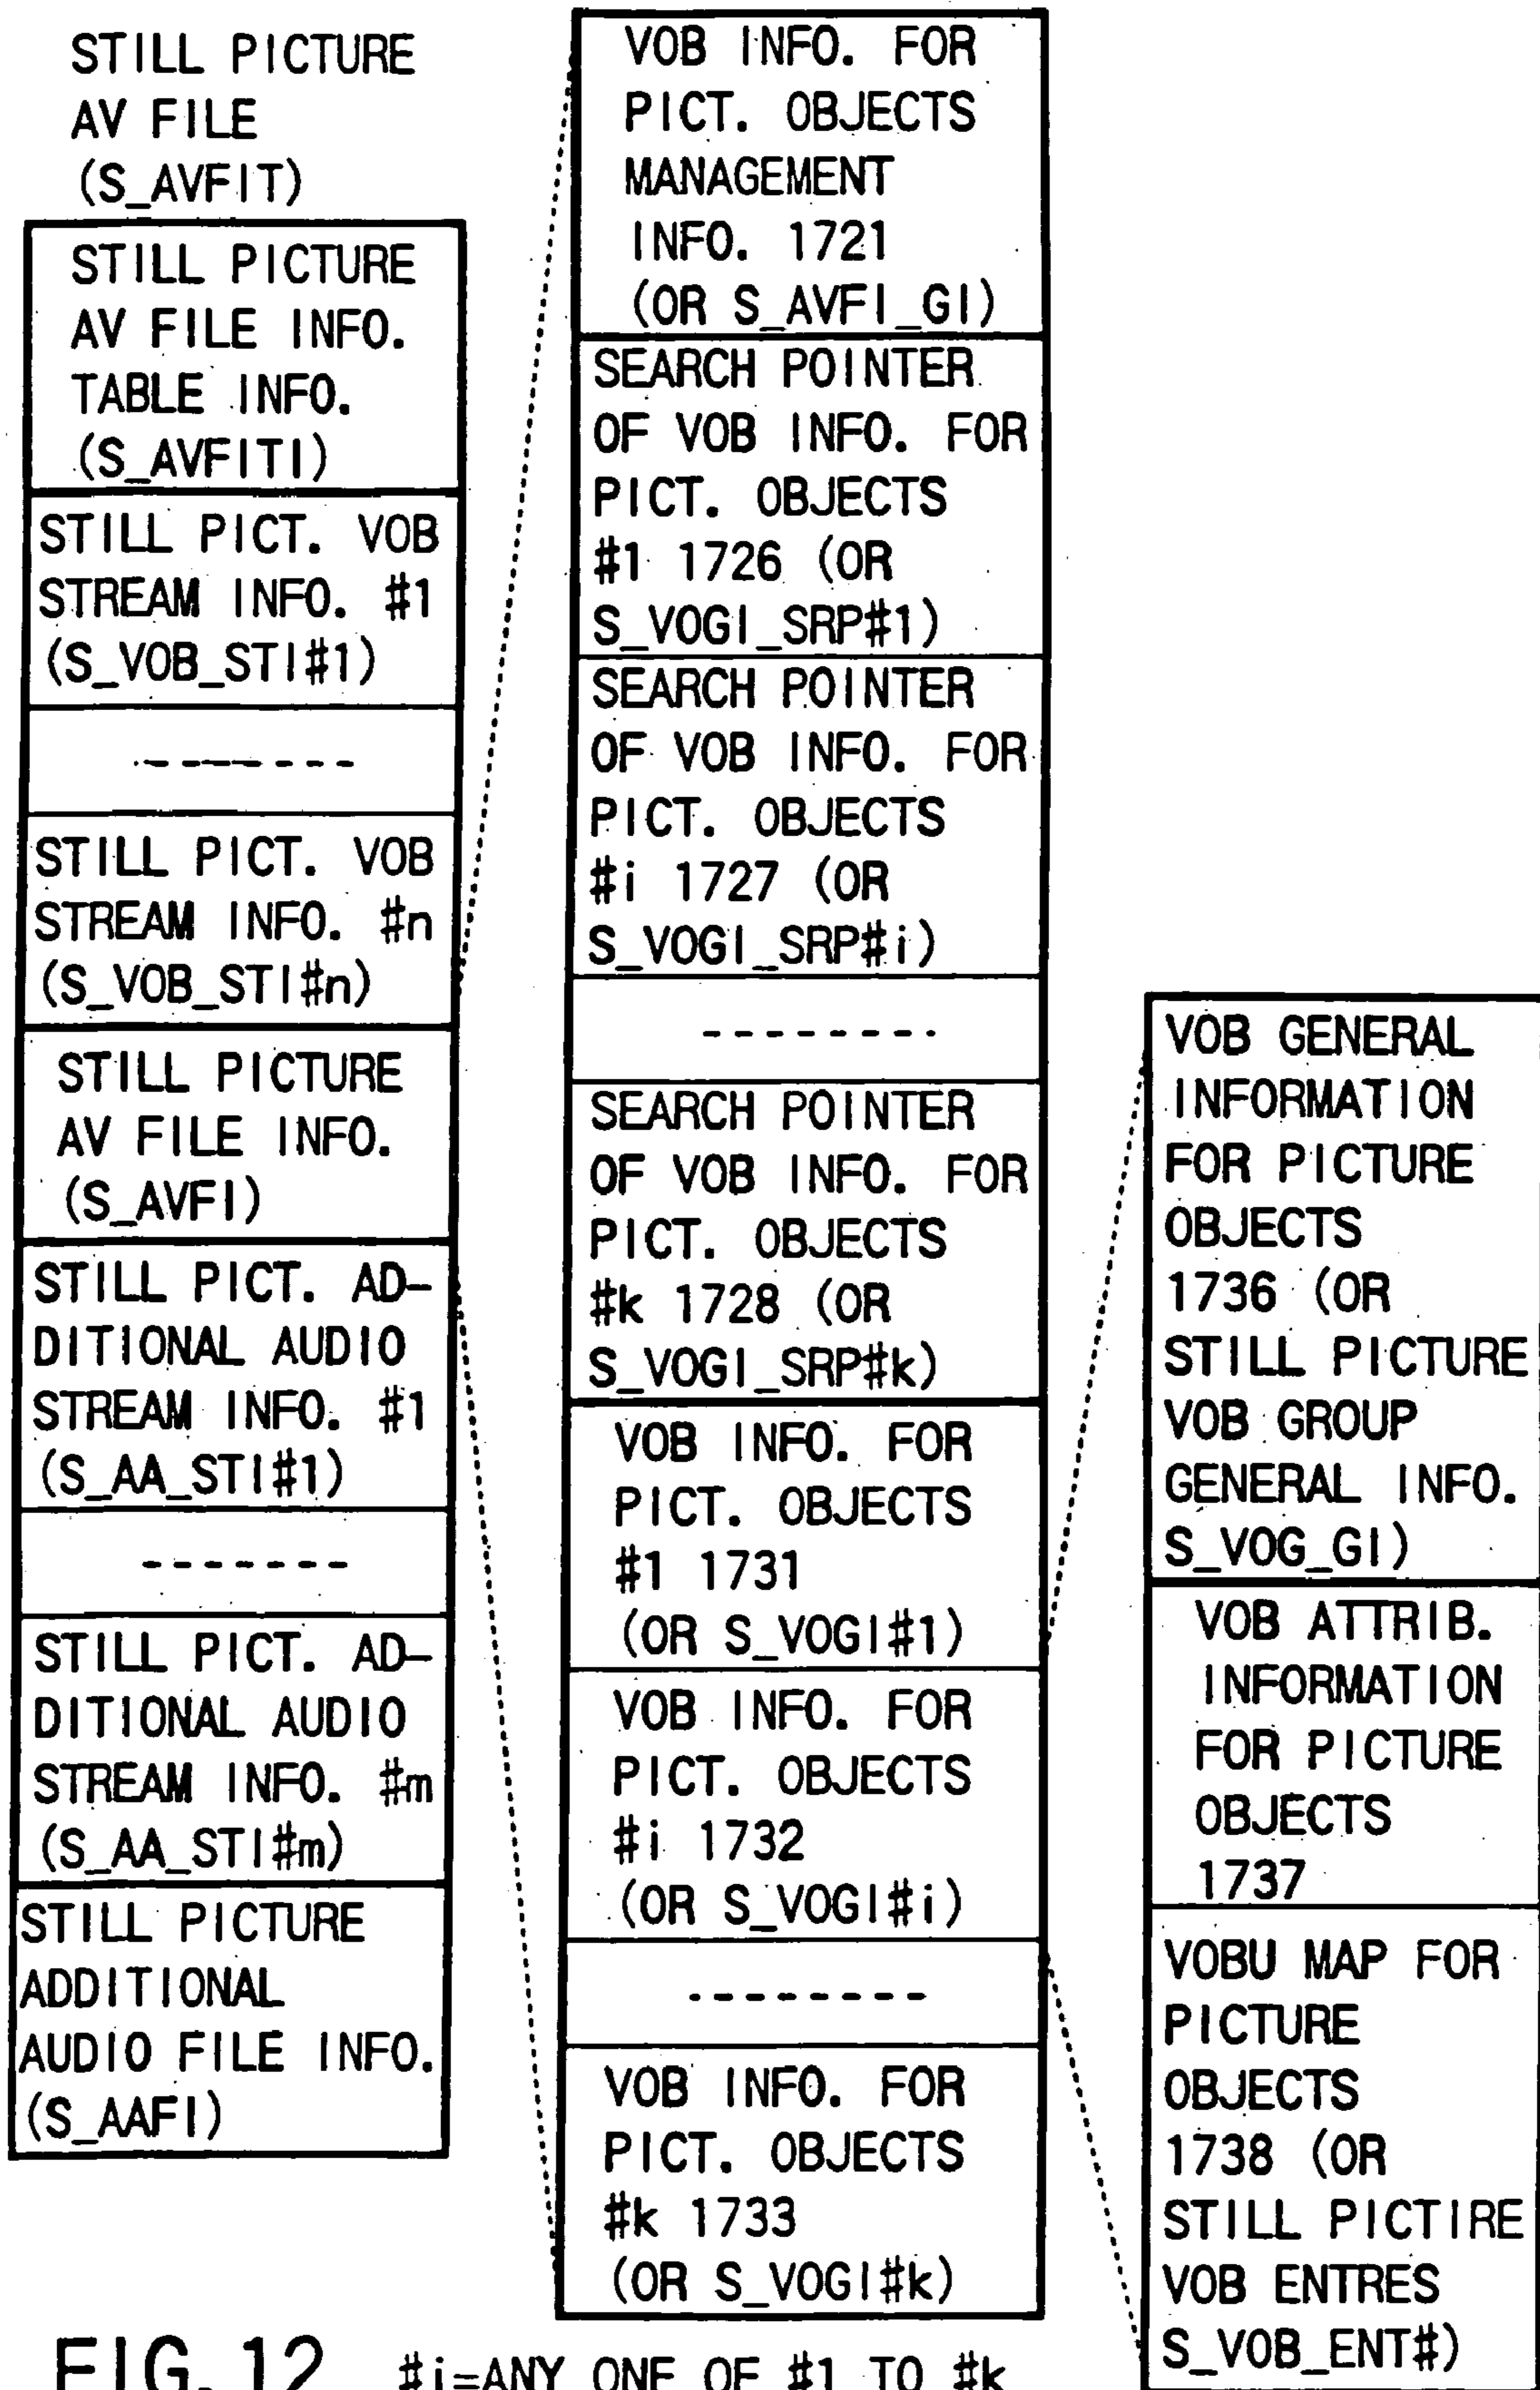 STILL PICTURE
AV FILE
(S_AVFIT)
STILL PICTURE
AV FILE INFO.
TABLE INFO.
(S_AVFITI)
STILL PICT. VOB
STREAM INFO. #1
(S_VOB_STI#1)
-------
STILL PICT. VOB
STREAM INFO. #n
(S_VOB_STI#n)
STILL PICTURE
AV FILE INFO.
(S_AVFI)
STILL PICT. AD-
DITIONAL AUDIO
STREAM INFO. #1
(S_AA_STI#1)
-------
STILL PICT. AD-
DITIONAL AUDIO
STREAM INFO. #m
(S_AA_STI#m)
STILL PICTURE
ADDITIONAL
AUDIO FILE INFO.
(S_AAFI)
VOB INFO. FOR
PICT. OBJECTS
MANAGEMENT
INFO. 1721
(OR S_AVFI_GI)
SEARCH POINTER
OF VOB INFO. FOR
PICT. OBJECTS
#1 1726 (OR
S_VOGI_SRP#1)
SEARCH POINTER
OF VOB INFO. FOR
PICT. OBJECTS
#i 1727 (OR
S_VOGI_SRP#i)
--------
SEARCH POINTER
OF VOB INFO. FOR
PICT. OBJECTS
#k 1728 (OR
S_VOGI_SRP#k)
VOB INFO. FOR
PICT. OBJECTS
#1 1731
(OR S_VOGI#1)
VOB INFO. FOR
PICT. OBJECTS
#i 1732
(OR S_VOGI#i)
--------
VOB INFO. FOR
PICT. OBJECTS
#k 1733
(OR S_VOGI#k)
VOB GENERAL
INFORMATION
FOR PICTURE
OBJECTS
1736 (OR
STILL PICTURE
VOB GROUP
GENERAL INFO.
S_VOG_GI)
VOB ATTRIB.
INFORMATION
FOR PICTURE
OBJECTS
1737
VOBU MAP FOR
PICTURE
OBJECTS
1738 (OR
STILL PICTIRE
VOB ENTRES
S_VOB_ENT#)
FIG. 12 #i=ANY ONE OF #1 TO #k